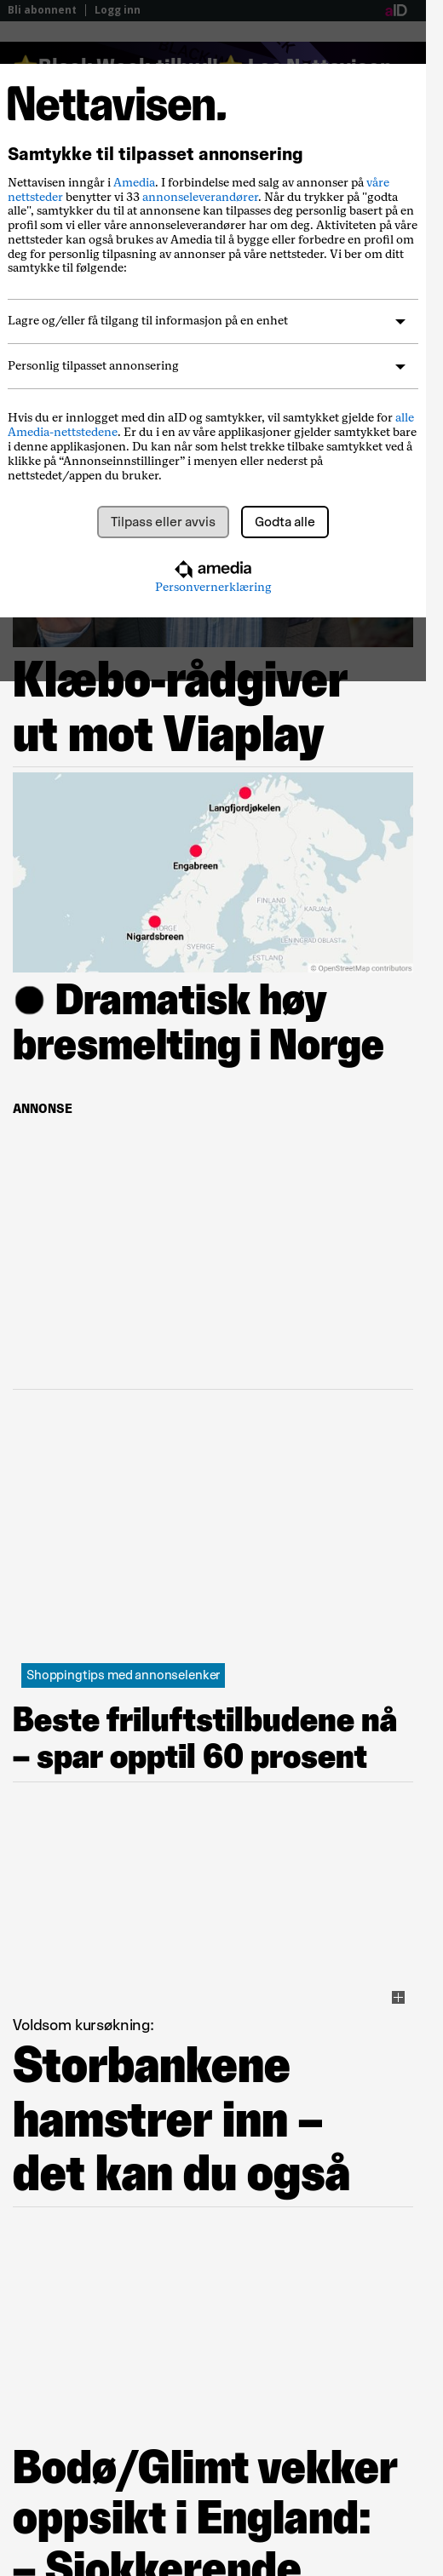 Bli abonnent
Logg inn
aID
Nettavisen.
Samtykke til tilpasset annonsering
Nettavisen inngår i Amedia. I forbindelse med salg av annonser på våre
nettsteder benytter vi 33 annonseleverandører. Når du trykker på "godta
alle", samtykker du til at annonsene kan tilpasses deg personlig basert på en
profil som vi eller våre annonseleverandører har om deg. Aktiviteten på våre
nettsteder kan også brukes av Amedia til å bygge eller forbedre en profil om
deg for personlig tilpasning av annonser på våre nettsteder. Vi ber om ditt
samtykke til følgende:
Lagre og/eller få tilgang til informasjon på en enhet
Personlig tilpasset annonsering
Hvis du er innlogget med din aID og samtykker, vil samtykket gjelde for alle
Amedia-nettstedene. Er du i en av våre applikasjoner gjelder samtykket bare
i denne applikasjonen. Du kan når som helst trekke tilbake samtykket ved å
klikke på “Annonseinnstillinger” i menyen eller nederst på
nettstedet/appen du bruker.
Tilpass eller avvis
Godta alle
amedia
Personvernerklæring
Klæbo-rådgiver
ut mot Viaplay
Langfjordjøkelen
Engabreen
FINLAND
KARJALA
Nigardsbreen
NORGE
SVERIGE
LENINGRAD OBLAST
ESTLAND
© OpenStreetMap contributors
Dramatisk høy
bresmelting i Norge
ANNONSE
Shoppingtips med annonselenker
Beste friluftstilbudene nå
– spar opptil 60 prosent
Voldsom kursøkning:
Storbankene
hamstrer inn –
det kan du også
Bodø/Glimt vekker
oppsikt i England:
– Sjokkerende